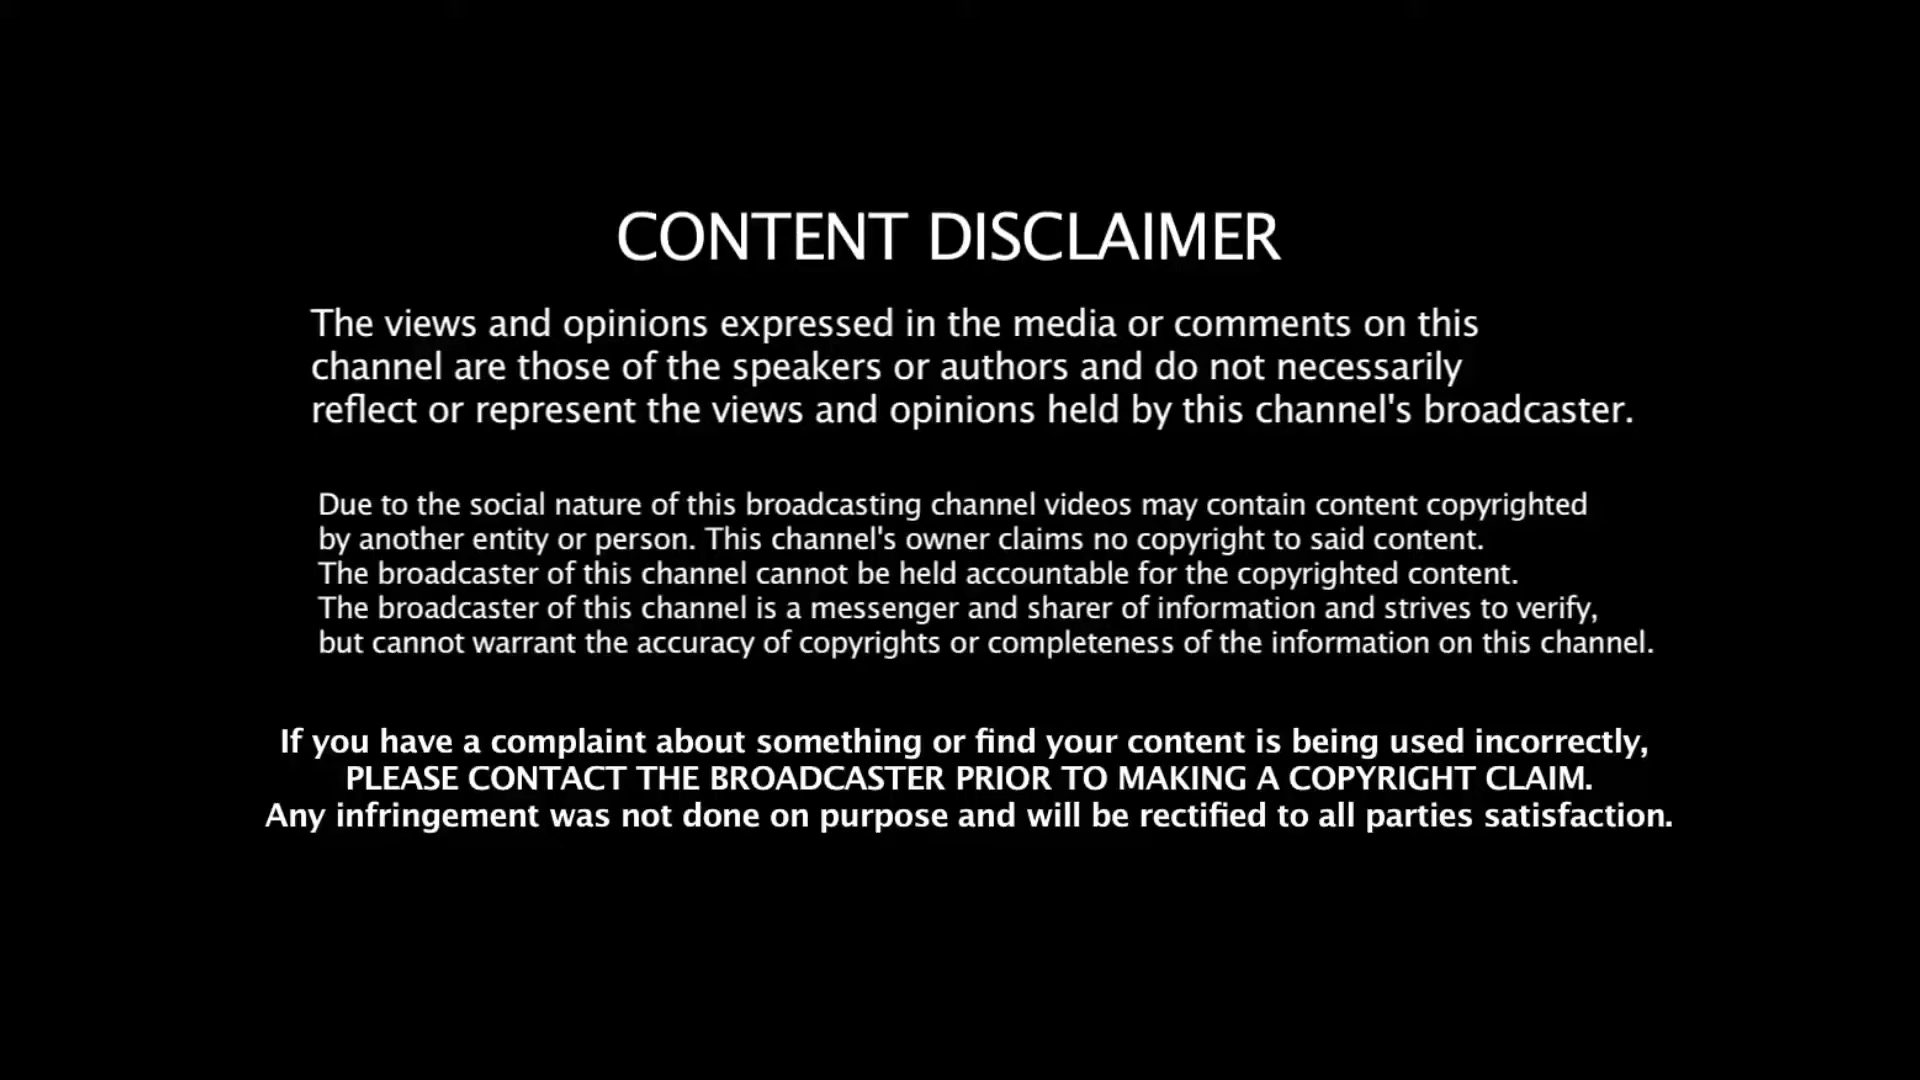 CONTENT DISCLAIMER
The views and opinions expressed in the media or comments on this
channel are those of the speakers or authors and do not necessarily
reflect or represent the views and opinions held by this channel's broadcaster.
Due to the social nature of this broadcasting channel videos may contain content copyrighted
by another entity or person. This channel's owner claims no copyright to said content.
The broadcaster of this channel cannot be held accountable for the copyrighted content.
The broadcaster of this channel is a messenger and sharer of information and strives to verify,
but cannot warrant the accuracy of copyrights or completeness of the information on this channel.
If you have a complaint about something or find your content is being used incorrectly,
PLEASE CONTACT THE BROADCASTER PRIOR TO MAKING A COPYRIGHT CLAIM.
Any infringement was not done on purpose and will be rectified to all parties satisfaction.